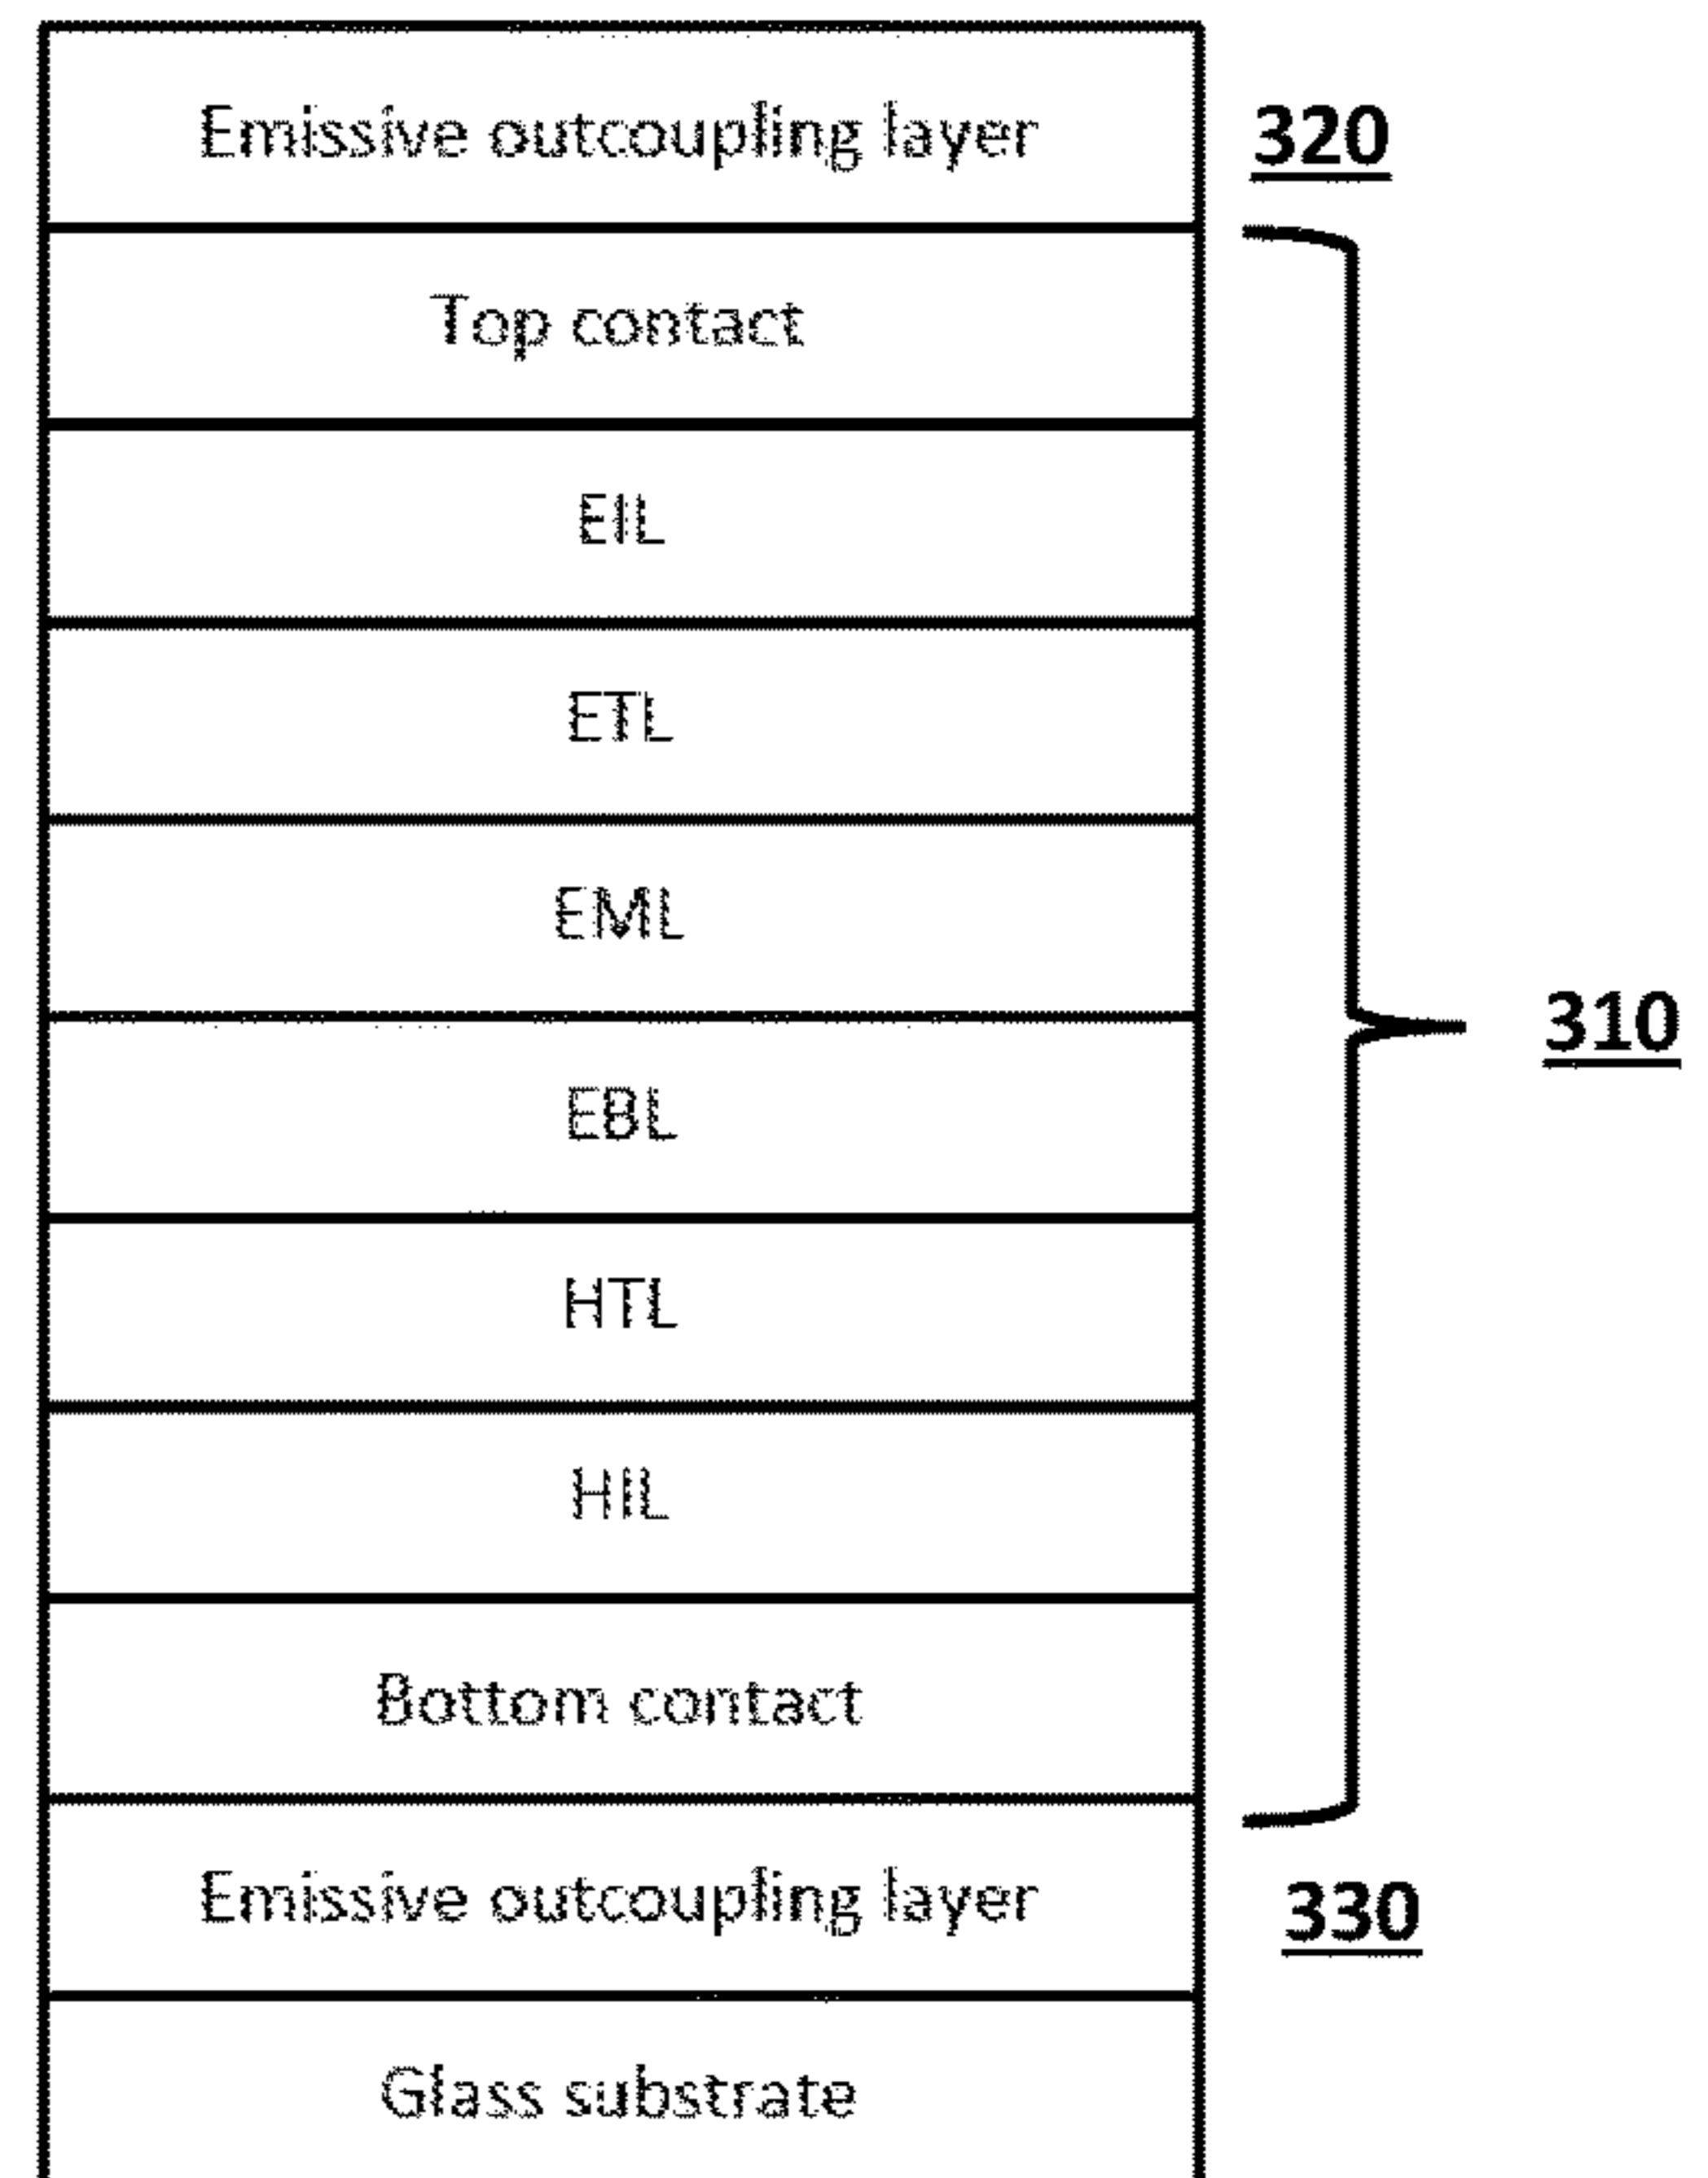 Emissive outcoupling layer
320
Top contact
EIL
ETL
EML
310
EBL
HTL
HIL
Bottom contact
Emissive outcoupling layer
330
Glass substrate